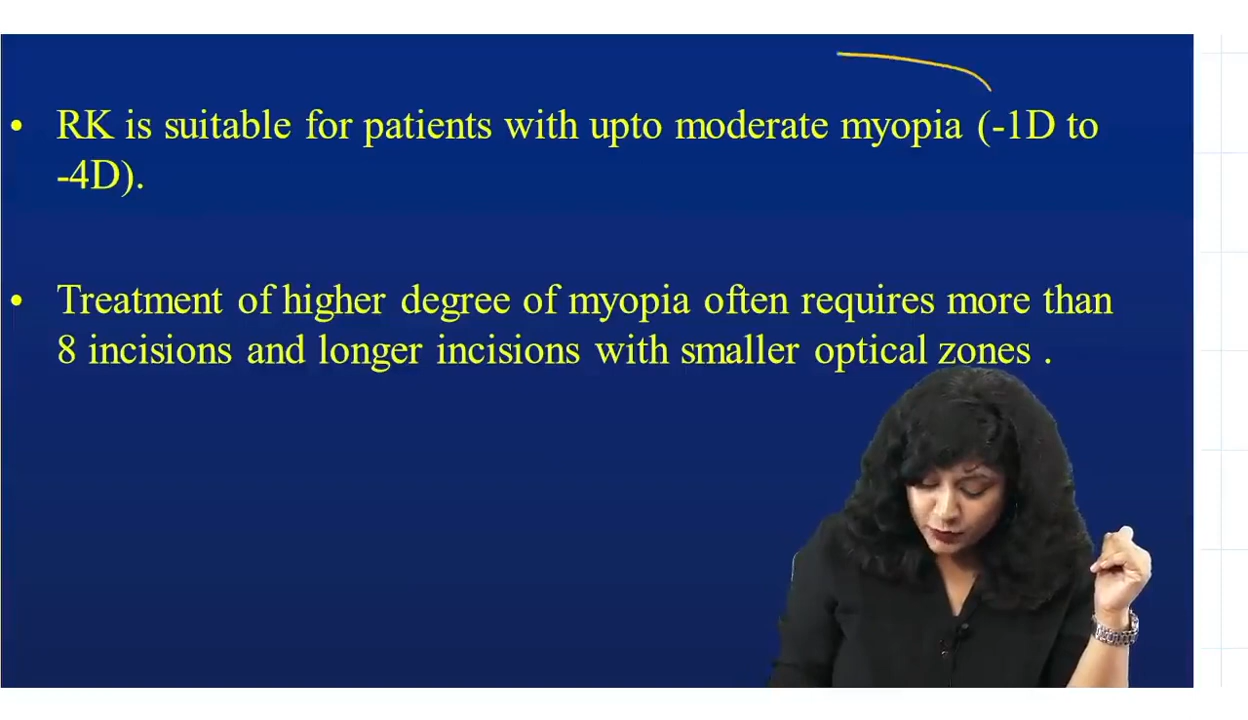 • RK is suitable for patients with upto moderate myopia (-1D to
-4D).
• Treatment of higher degree of myopia often requires more than
8 incisions and longer incisions with smaller optical zones .